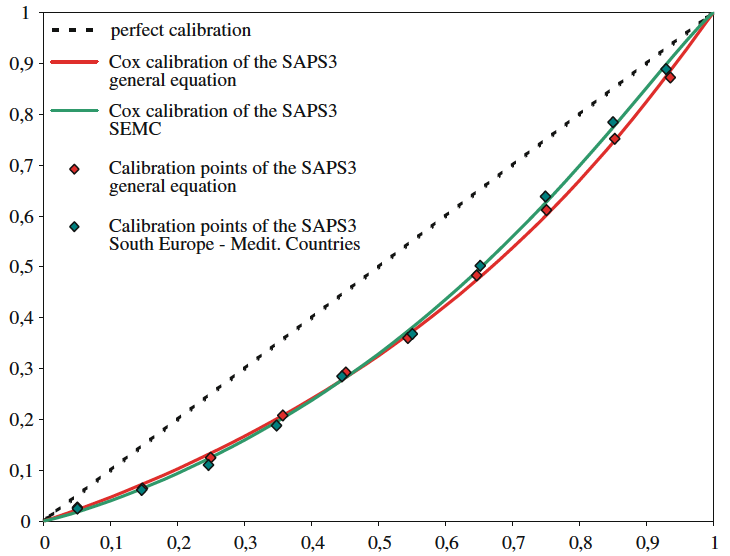 1
0,9
0,8
0,7
0,6
0,5
0,4
0,3
0,2
0,1
0
perfect calibration
Cox calibration of the SAPS3
general equation
Cox calibration of the SAPS3
SEMC
Calibration points of the SAPS3
general equation
Calibration points of the SAPS3
South Europe - Medit. Countries
0
0,1
0,2
0,3
0,4
0,5
0,6
0,7
0,8
0,9
1